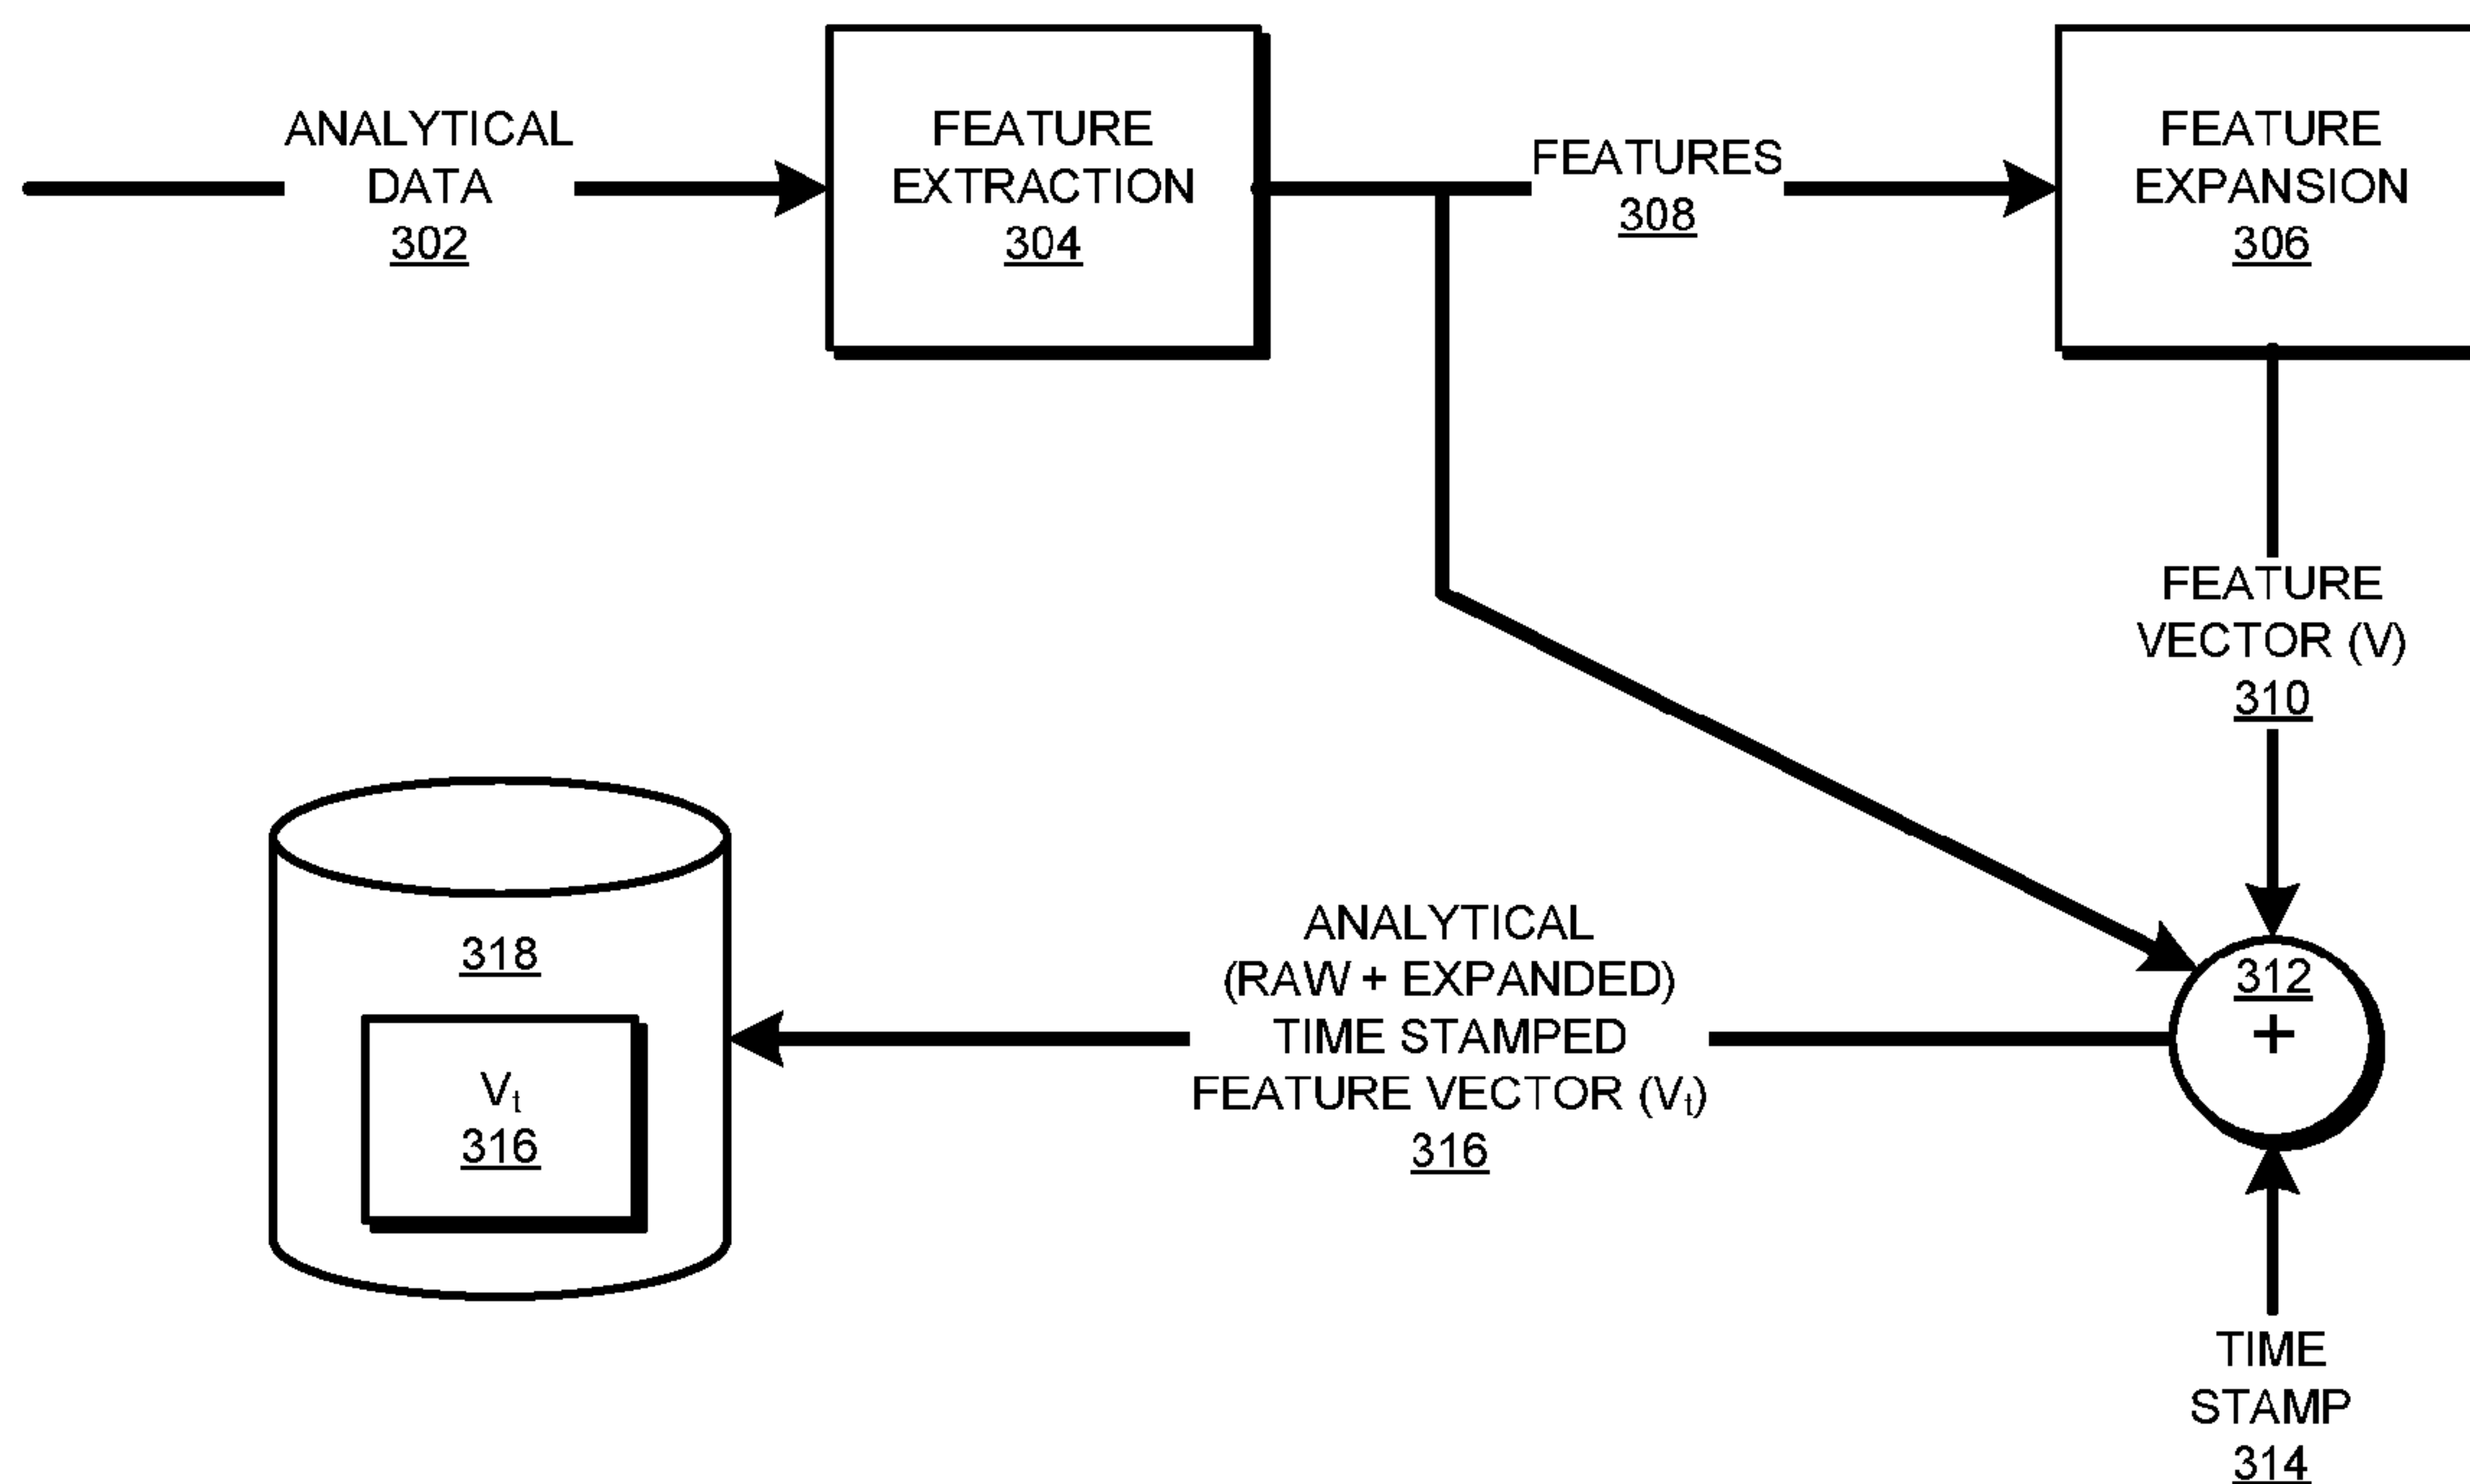 ANALYTICAL
DATA
302
FEATURE
EXTRACTION
304
FEATURES
308
FEATURE
EXPANSION
306
FEATURE
VECTOR (V)
310
312
+
ANALYTICAL
(RAW + EXPANDED)
TIME STAMPED
FEATURE VECTOR (Vt)
316
318
Vt
316
TIME
STAMP
314